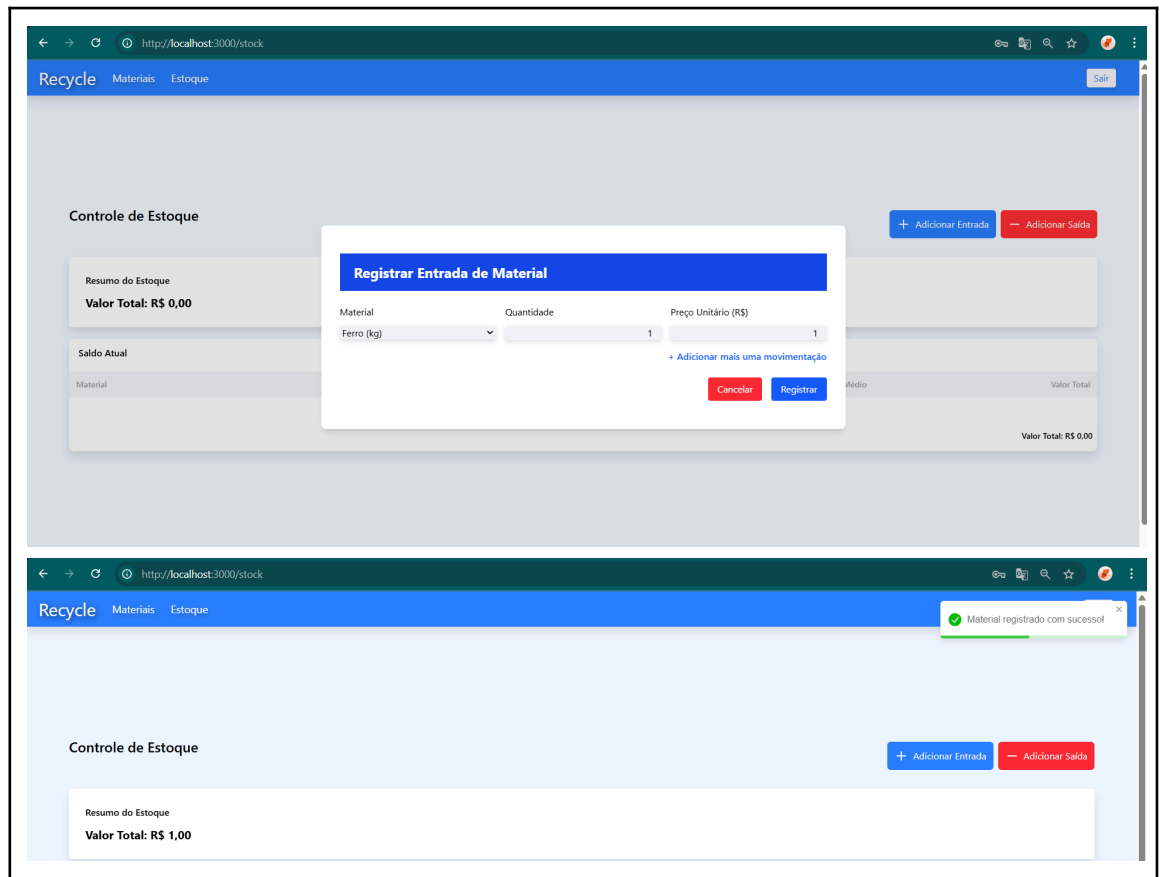 http://localhost:3000/stock
Recycle Materiais Estoque Sair
Controle de Estoque
+ Adicionar Entrada — Adicionar Saída
Registrar Entrada de Material
Resumo do Estoque
Valor Total: R$ 0,00
Material Quantidade Preço Unitário (R$)
Ferro (kg) 1 1
+ Adicionar mais uma movimentação
Cancelar Registrar
Saldo Atual
Material Médio Valor Total
Valor Total: R$ 0,00
http://localhost:3000/stock
Recycle Materiais Estoque
Material registrado com sucesso!
Controle de Estoque
+ Adicionar Entrada — Adicionar Saída
Resumo do Estoque
Valor Total: R$ 1,00